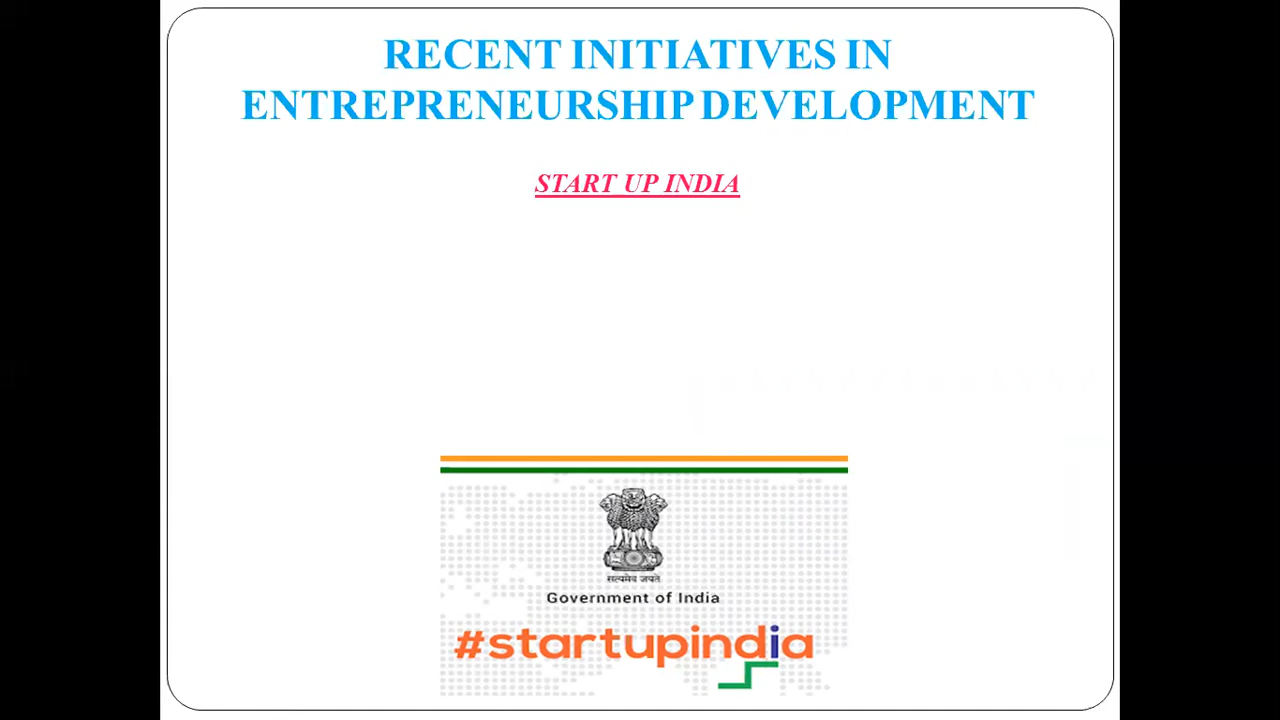 RECENT INITIATIVES IN
ENTREPRENEURSHIP DEVELOPMENT
START UP INDIA
सत्यमेव जयते
Government of India
#startupindia